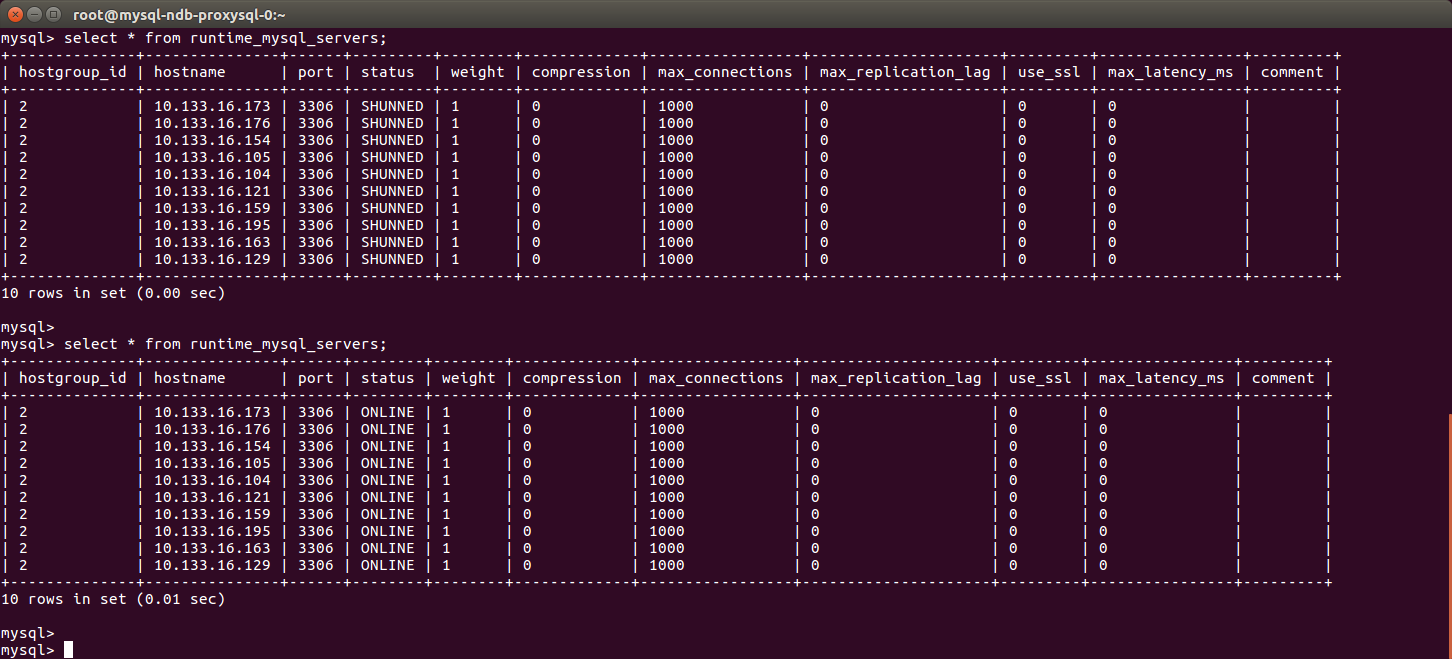 root@mysql-ndb-proxysql-0:~
mysql> select * from runtime_mysql_servers;
+--------------+---------------+------+---------+--------+-------------+-----------------+---------------------+---------+----------------+---------+
| hostgroup_id | hostname      | port | status  | weight | compression | max_connections | max_replication_lag | use_ssl | max_latency_ms | comment |
+--------------+---------------+------+---------+--------+-------------+-----------------+---------------------+---------+----------------+---------+
| 2            | 10.133.16.173 | 3306 | SHUNNED | 1      | 0           | 1000            | 0                   | 0       | 0              |         |
| 2            | 10.133.16.176 | 3306 | SHUNNED | 1      | 0           | 1000            | 0                   | 0       | 0              |         |
| 2            | 10.133.16.154 | 3306 | SHUNNED | 1      | 0           | 1000            | 0                   | 0       | 0              |         |
| 2            | 10.133.16.105 | 3306 | SHUNNED | 1      | 0           | 1000            | 0                   | 0       | 0              |         |
| 2            | 10.133.16.104 | 3306 | SHUNNED | 1      | 0           | 1000            | 0                   | 0       | 0              |         |
| 2            | 10.133.16.121 | 3306 | SHUNNED | 1      | 0           | 1000            | 0                   | 0       | 0              |         |
| 2            | 10.133.16.159 | 3306 | SHUNNED | 1      | 0           | 1000            | 0                   | 0       | 0              |         |
| 2            | 10.133.16.195 | 3306 | SHUNNED | 1      | 0           | 1000            | 0                   | 0       | 0              |         |
| 2            | 10.133.16.163 | 3306 | SHUNNED | 1      | 0           | 1000            | 0                   | 0       | 0              |         |
| 2            | 10.133.16.129 | 3306 | SHUNNED | 1      | 0           | 1000            | 0                   | 0       | 0              |         |
+--------------+---------------+------+---------+--------+-------------+-----------------+---------------------+---------+----------------+---------+
10 rows in set (0.00 sec)
mysql>
mysql> select * from runtime_mysql_servers;
+--------------+---------------+------+--------+--------+-------------+-----------------+---------------------+---------+----------------+---------+
| hostgroup_id | hostname      | port | status | weight | compression | max_connections | max_replication_lag | use_ssl | max_latency_ms | comment |
+--------------+---------------+------+--------+--------+-------------+-----------------+---------------------+---------+----------------+---------+
| 2            | 10.133.16.173 | 3306 | ONLINE | 1      | 0           | 1000            | 0                   | 0       | 0              |         |
| 2            | 10.133.16.176 | 3306 | ONLINE | 1      | 0           | 1000            | 0                   | 0       | 0              |         |
| 2            | 10.133.16.154 | 3306 | ONLINE | 1      | 0           | 1000            | 0                   | 0       | 0              |         |
| 2            | 10.133.16.105 | 3306 | ONLINE | 1      | 0           | 1000            | 0                   | 0       | 0              |         |
| 2            | 10.133.16.104 | 3306 | ONLINE | 1      | 0           | 1000            | 0                   | 0       | 0              |         |
| 2            | 10.133.16.121 | 3306 | ONLINE | 1      | 0           | 1000            | 0                   | 0       | 0              |         |
| 2            | 10.133.16.159 | 3306 | ONLINE | 1      | 0           | 1000            | 0                   | 0       | 0              |         |
| 2            | 10.133.16.195 | 3306 | ONLINE | 1      | 0           | 1000            | 0                   | 0       | 0              |         |
| 2            | 10.133.16.163 | 3306 | ONLINE | 1      | 0           | 1000            | 0                   | 0       | 0              |         |
| 2            | 10.133.16.129 | 3306 | ONLINE | 1      | 0           | 1000            | 0                   | 0       | 0              |         |
+--------------+---------------+------+--------+--------+-------------+-----------------+---------------------+---------+----------------+---------+
10 rows in set (0.01 sec)
mysql>
mysql>